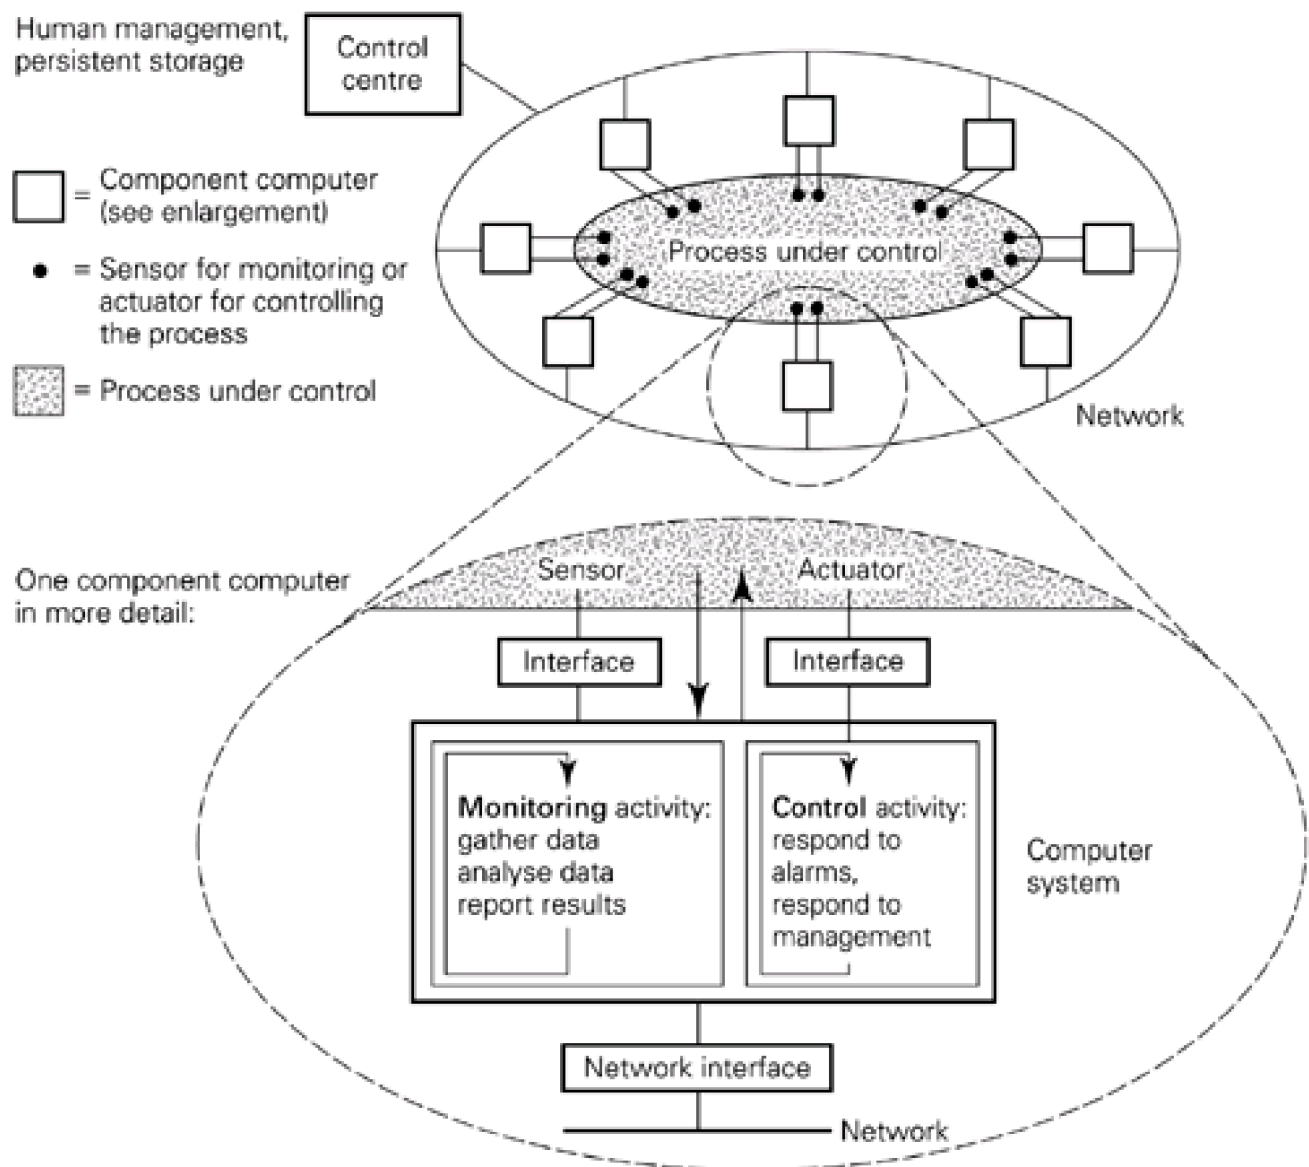 Human management,
persistent storage
Control
centre
= Component computer
(see enlargement)
= Sensor for monitoring or
actuator for controlling
the process
= Process under control
Process under control
Network
One component computer
in more detail:
Sensor
Actuator
Interface
Interface
Monitoring activity:
gather data
analyse data
report results
Control activity:
respond to
alarms,
respond to
management
Computer
system
Network interface
Network